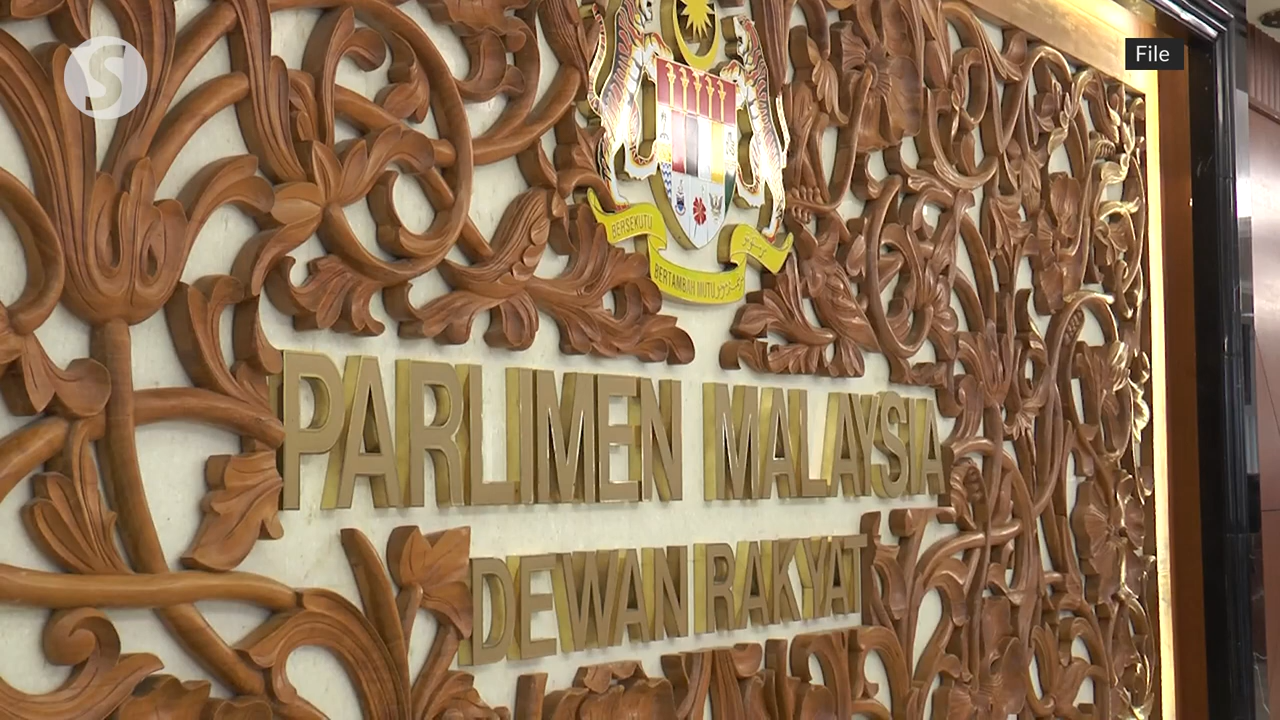 S
File
BERSEKUTU
BERTAMBAH MUTU
PARLIMEN MALAYSIA
DEWAN RAKYAT